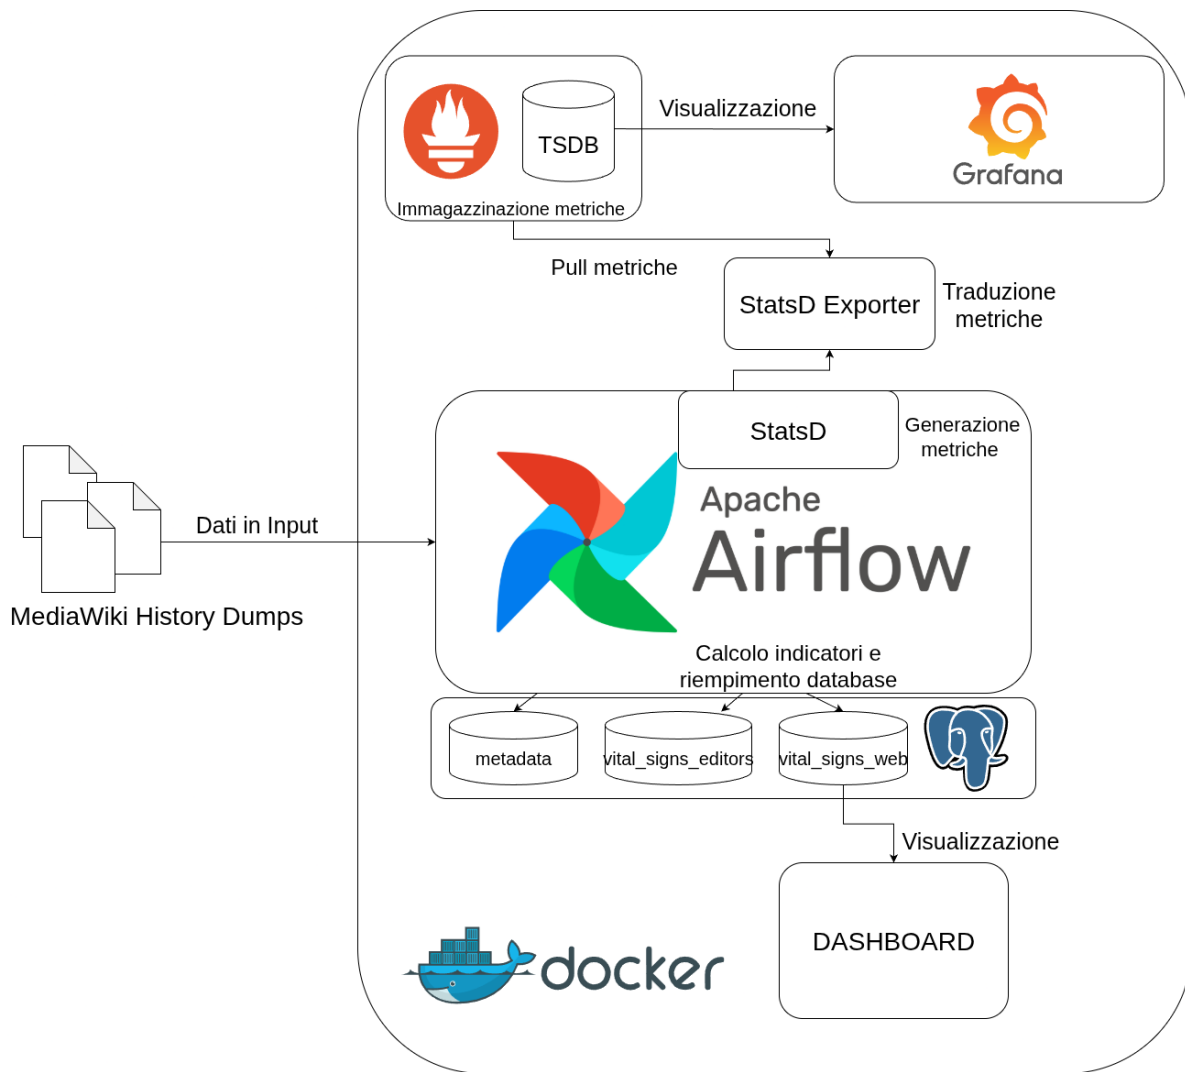 Visualizzazione
TSDB
Immagazzinazione metriche
Grafana
Pull metriche
StatsD Exporter
Traduzione
metriche
StatsD
Generazione
metriche
Apache
Airflow
Dati in Input
MediaWiki History Dumps
Calcolo indicatori e
riempimento database
metadata
vital_signs_editors
vital_signs_web
Visualizzazione
DASHBOARD
docker